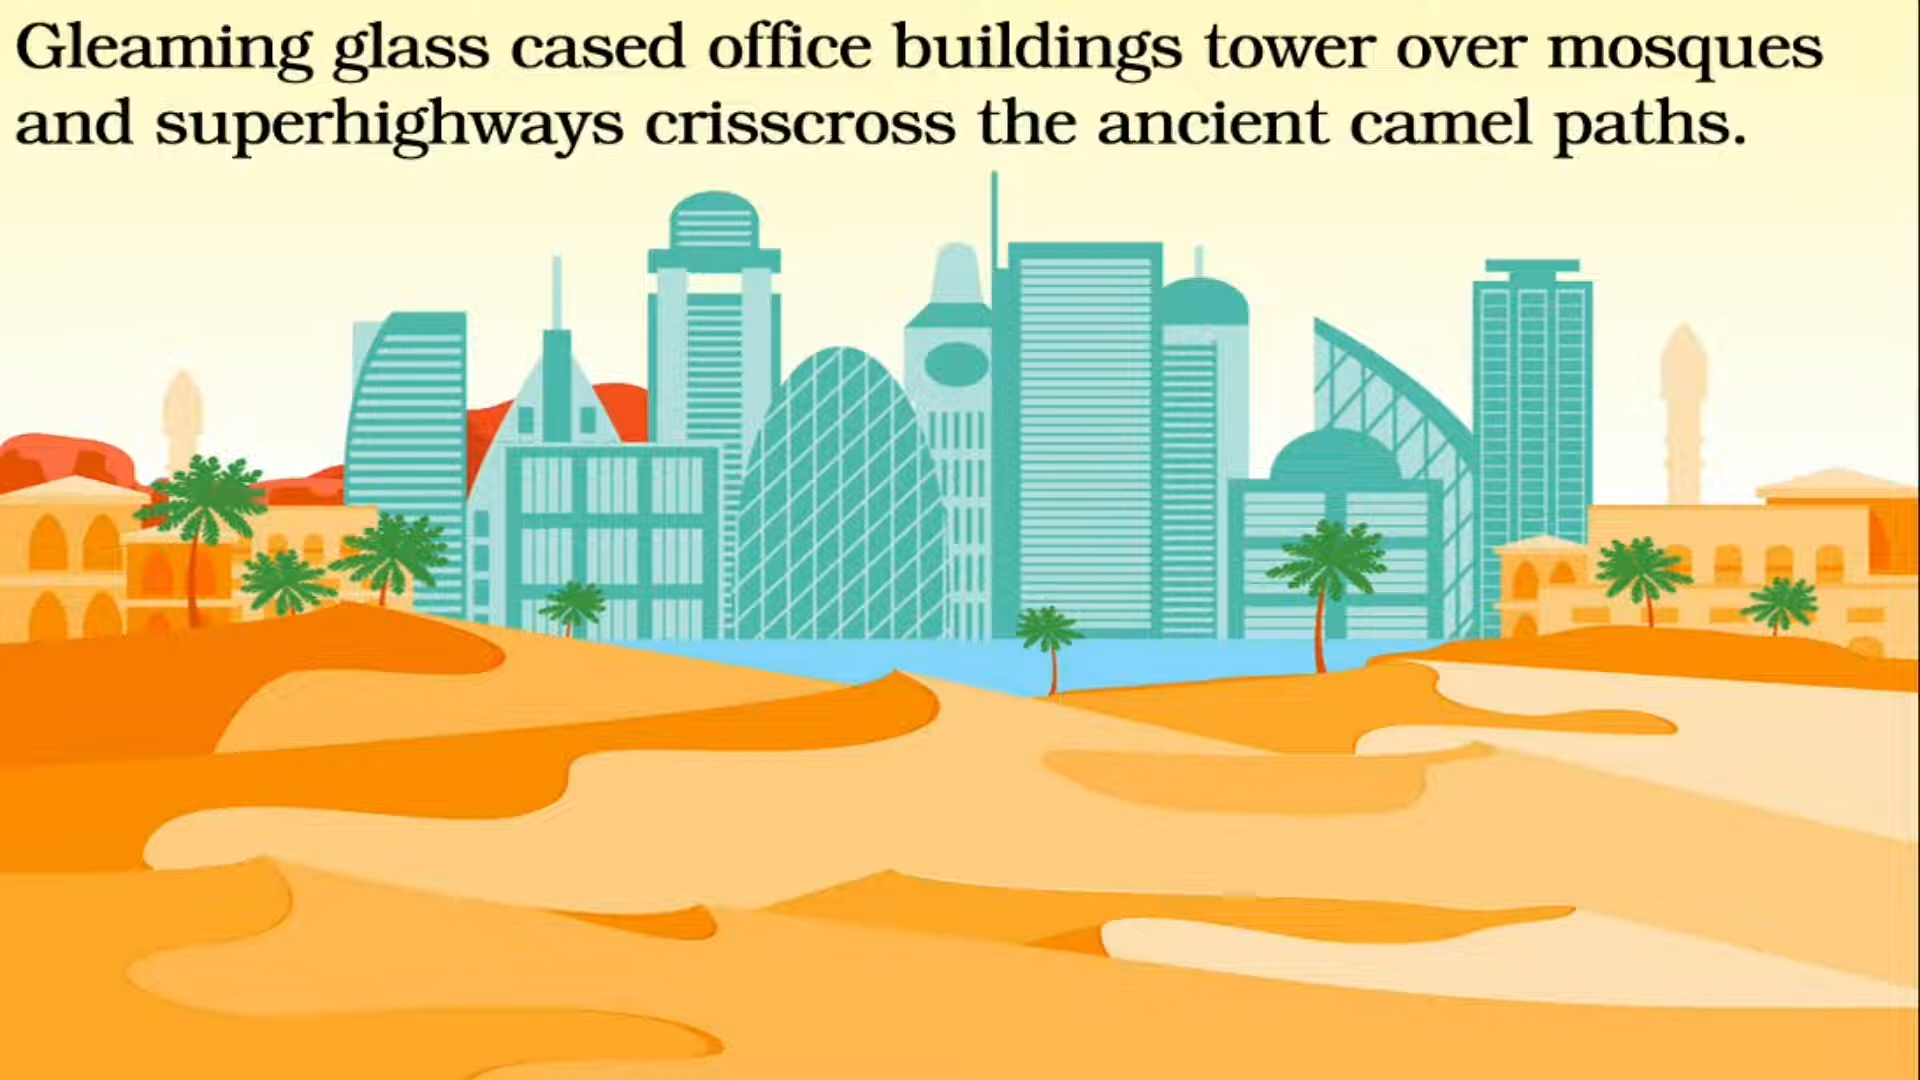 Gleaming glass cased office buildings tower over mosques
and superhighways crisscross the ancient camel paths.